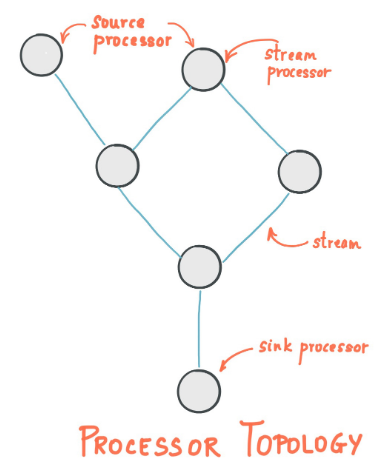 source
processor
stream
processor
stream
sink processor
PROCESSOR TOPOLOGY